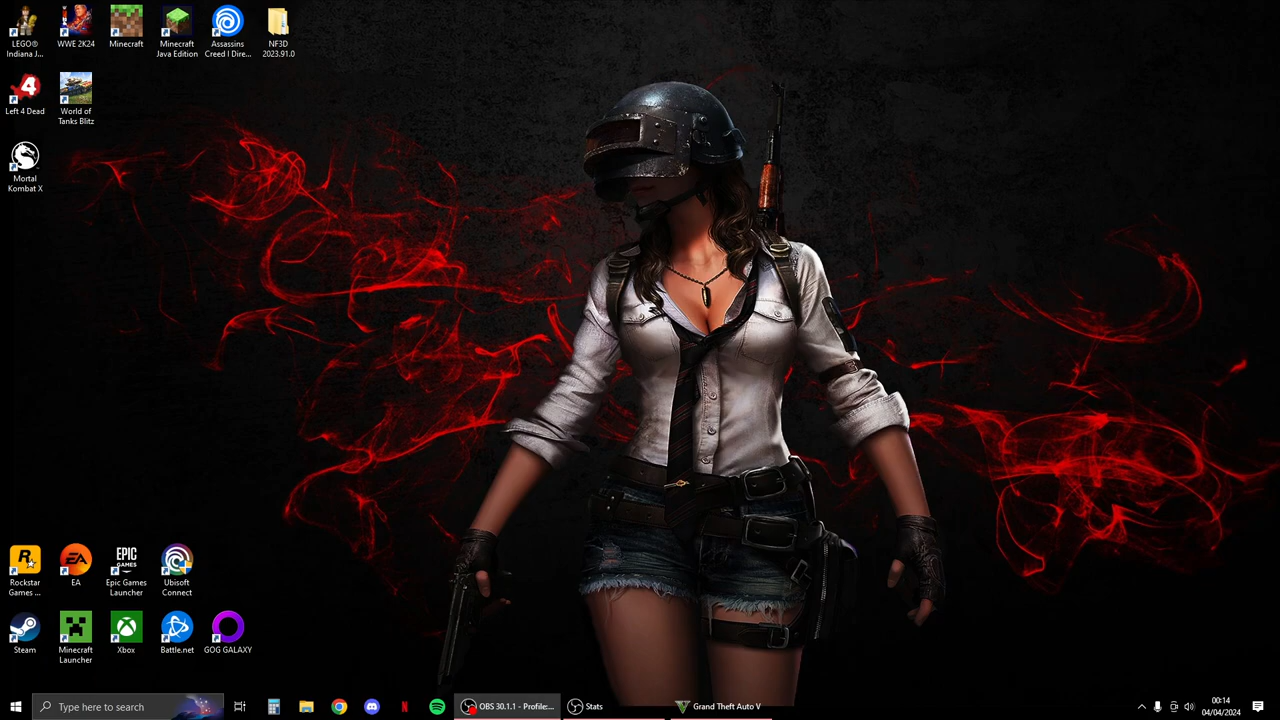 LEGO®
Indiana J...
WWE 2K24
Minecraft
Minecraft
Java Edition
Assassins
Creed I Dire...
NF3D
2023.91.0
4
Left 4 Dead
World of
Tanks Blitz
Mortal
Kombat X
R
Rockstar
Games ...
EA
EA
EPIC
GAMES
Epic Games
Launcher
Ubisoft
Connect
Steam
Minecraft
Launcher
Xbox
Battle.net
GOG GALAXY
Type here to search
N
OBS 30.1.1 - Profile:...
Stats
V
Grand Theft Auto V
00:14
04/04/2024